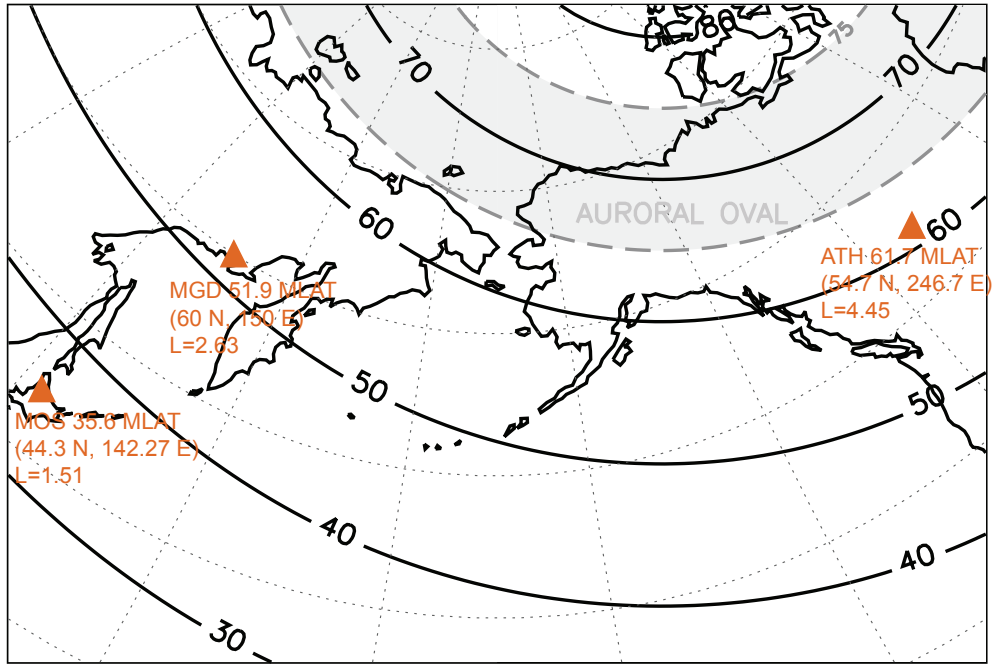 80
75
70
70
AURORAL OVAL
60
60
ATH 61.7 MLAT
(54.7 N, 246.7 E)
L=4.45
MGD 51.9 MLAT
(60 N, 150 E)
L=2.63
50
50
MOS 35.6 MLAT
(44.3 N, 142.27 E)
L=1.51
40
40
30